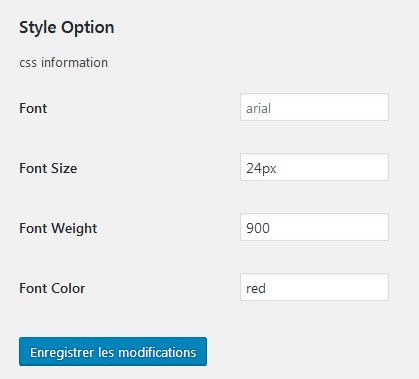 Style Option
css information
Font arial
Font Size 24px
Font Weight 900
Font Color red
Enregistrer les modifications